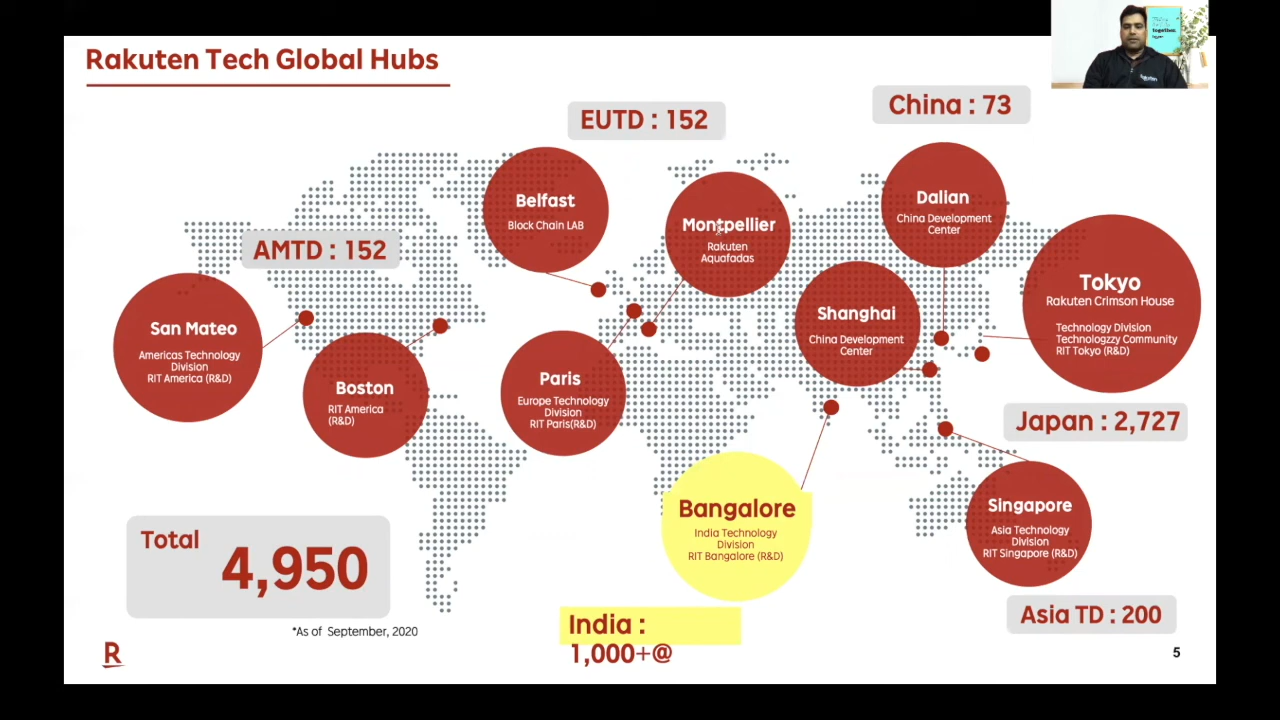 Rakuten Tech Global Hubs
EUTD : 152
China : 73
AMTD : 152
Belfast
Block Chain LAB
Montpellier
Rakuten
Aquafadas
Dalian
China Development
Center
Tokyo
Rakuten Crimson House
Technology Division
Technologzzy Community
RIT Tokyo (R&D)
San Mateo
Americas Technology
Division
RIT America (R&D)
Boston
RIT America
(R&D)
Paris
Europe Technology
Division
RIT Paris(R&D)
Shanghai
China Development
Center
Japan : 2,727
Bangalore
India Technology
Division
RIT Bangalore (R&D)
Singapore
Asia Technology
Division
RIT Singapore (R&D)
Total
4,950
*As of September, 2020
India :
1,000+@
Asia TD : 200
R
5
together
Rakuten